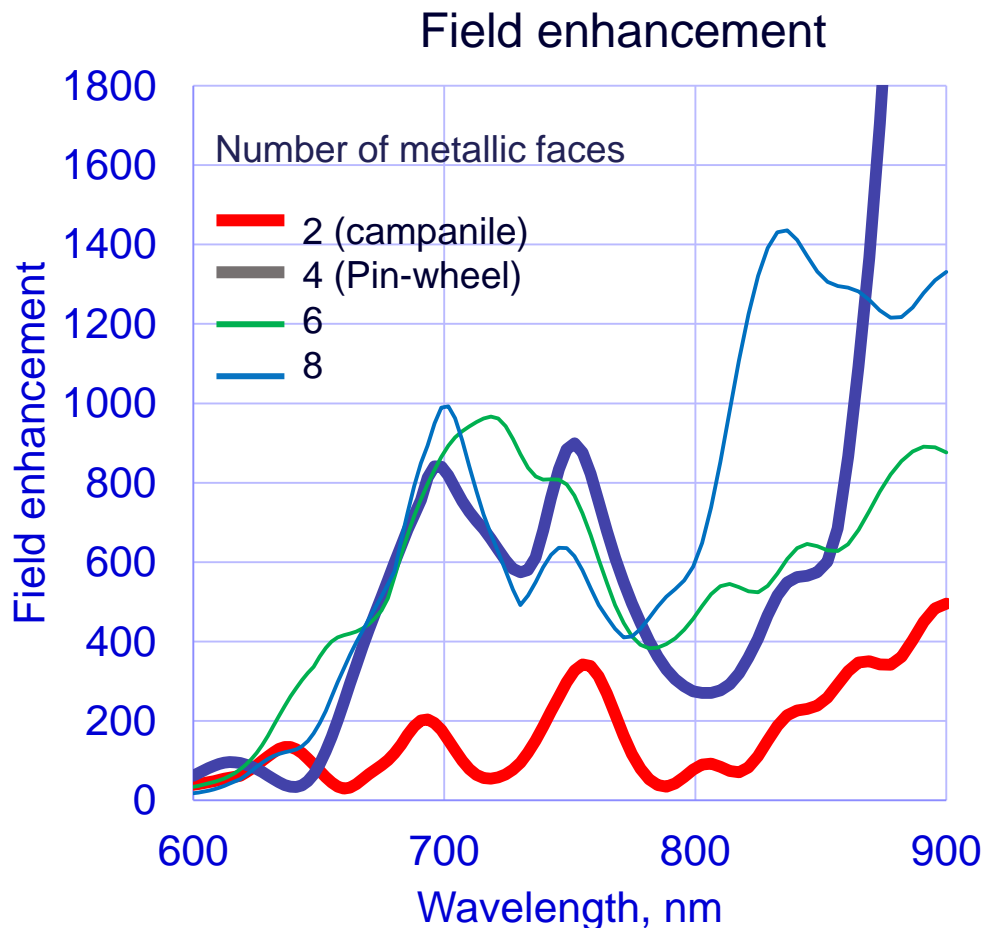 Field enhancement
1800
1600
1400
1200
1000
800
600
400
200
0
Field enhancement
Number of metallic faces
2 (campanile)
4 (Pin-wheel)
6
8
600
700
800
900
Wavelength, nm